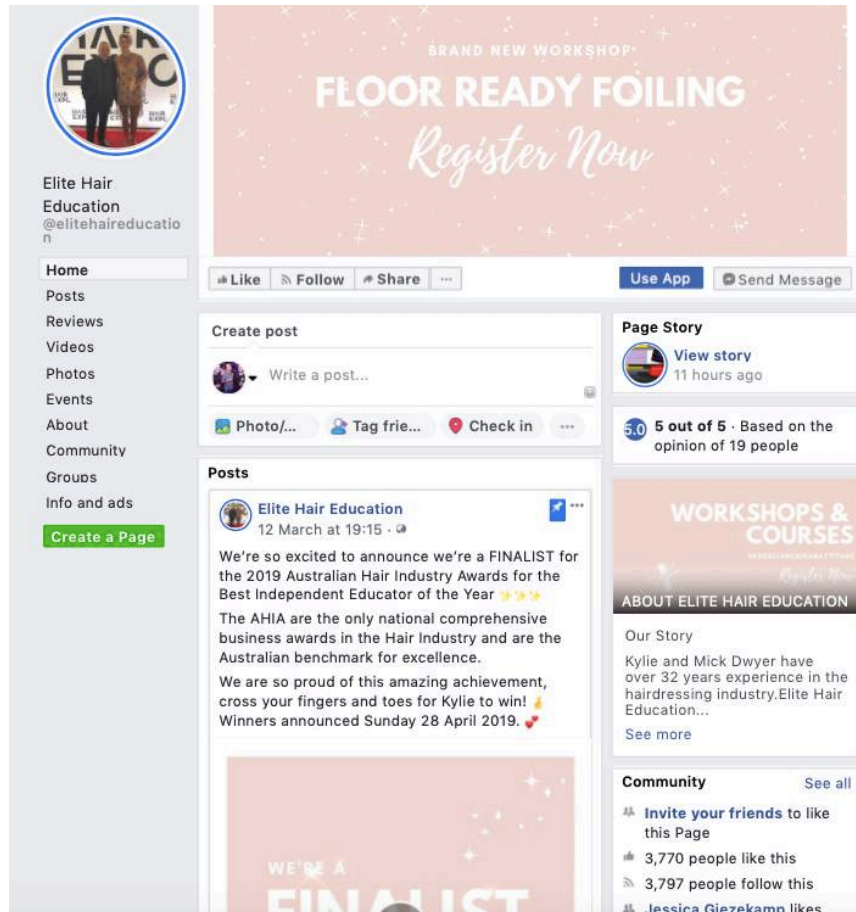 HAIR
EXPO
BRAND NEW WORKSHOP
FLOOR READY FOILING
Register Now
Elite Hair
Education
@elitehaireducatio
n
Home
Posts
Reviews
Videos
Photos
Events
About
Community
Groups
Info and ads
Create a Page
Like
Follow
Share
Use App
Send Message
Create post
Write a post...
Photo/...
Tag frie...
Check in
Posts
Elite Hair Education
12 March at 19:15 ·
We're so excited to announce we're a FINALIST for
the 2019 Australian Hair Industry Awards for the
Best Independent Educator of the Year ✨✨✨
The AHIA are the only national comprehensive
business awards in the Hair Industry and are the
Australian benchmark for excellence.
We are so proud of this amazing achievement,
cross your fingers and toes for Kylie to win! 🤞
Winners announced Sunday 28 April 2019. 💕
WE'RE A
FINALIST
Page Story
View story
11 hours ago
5.0
5 out of 5 · Based on the
opinion of 19 people
WORKSHOPS &
COURSES
Register Now
ABOUT ELITE HAIR EDUCATION
Our Story
Kylie and Mick Dwyer have
over 32 years experience in the
hairdressing industry.Elite Hair
Education...
See more
Community
See all
Invite your friends to like
this Page
3,770 people like this
3,797 people follow this
Jessica Giezekamp likes